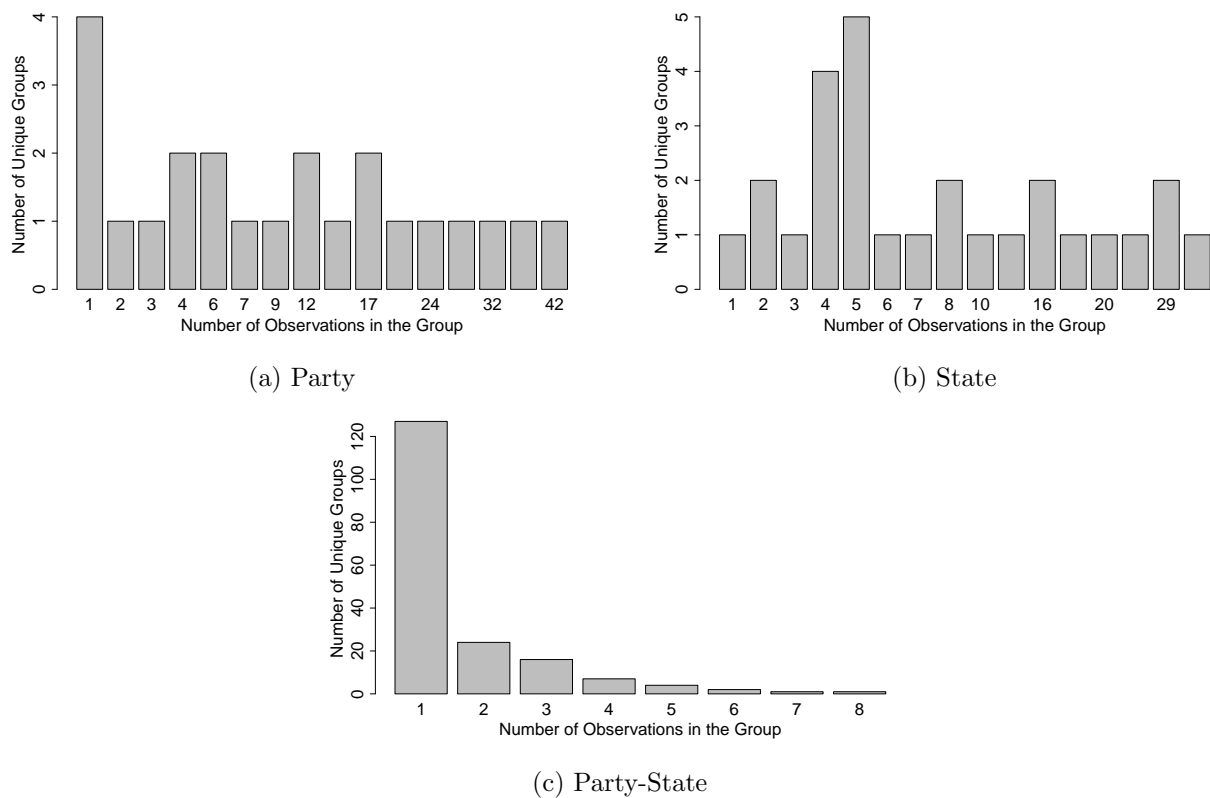 Number of Unique Groups
4
3
2
1
0
1 2 3 4 6 7 9 12 17 24 32 42
Number of Observations in the Group
(a) Party
Number of Unique Groups
5
4
3
2
1
0
1 2 3 4 5 6 7 8 10 16 20 29
Number of Observations in the Group
(b) State
Number of Unique Groups
120
100
80
60
40
20
0
1 2 3 4 5 6 7 8
Number of Observations in the Group
(c) Party-State